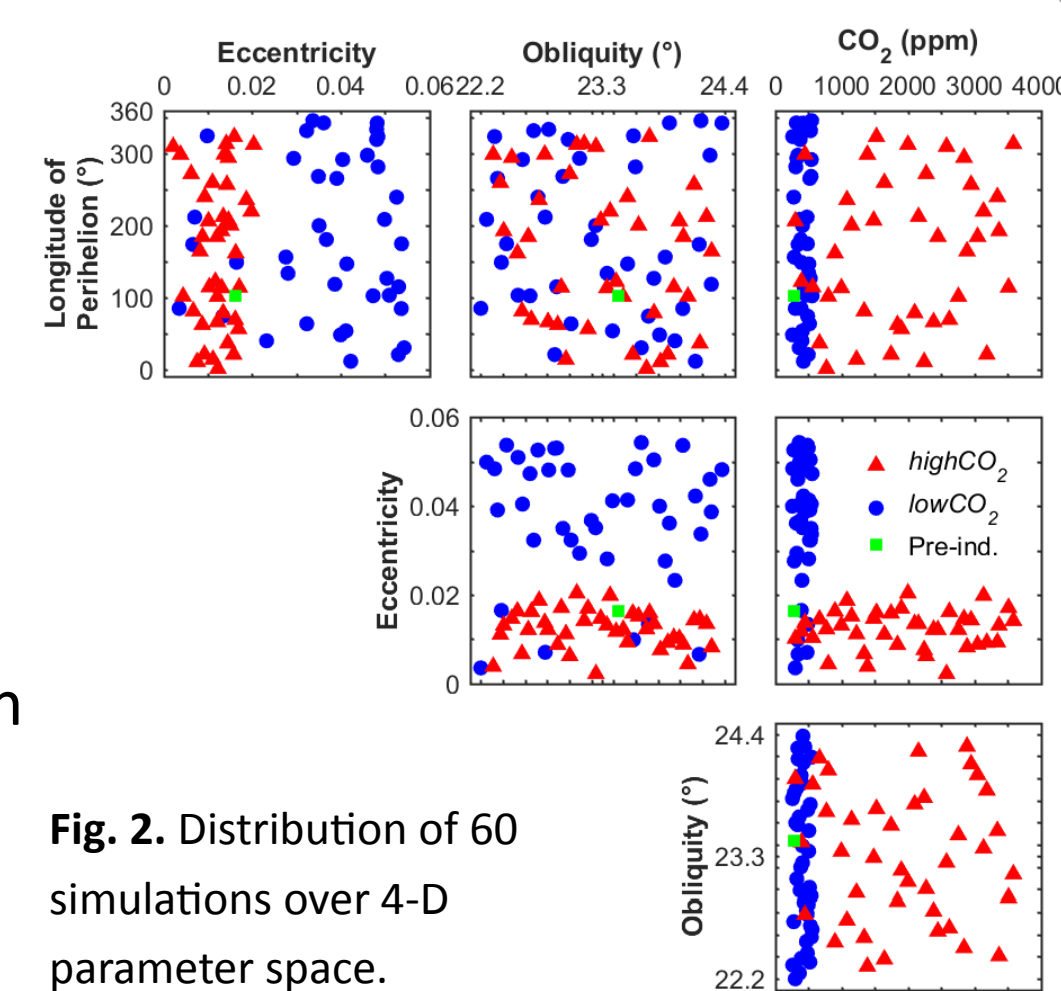 Eccentricity
Obliquity (°)
CO2 (ppm)
0 0.02 0.04 0.06
22.2 23.3 24.4
0 1000 2000 3000 4000
Longitude of
Perihelion (°)
360
300
200
100
0
Eccentricity
0.06
0.04
0.02
0
highCO2
lowCO2
Pre-ind.
n
Fig. 2. Distribution of 60
simulations over 4-D
parameter space.
Obliquity (°)
24.4
23.3
22.2